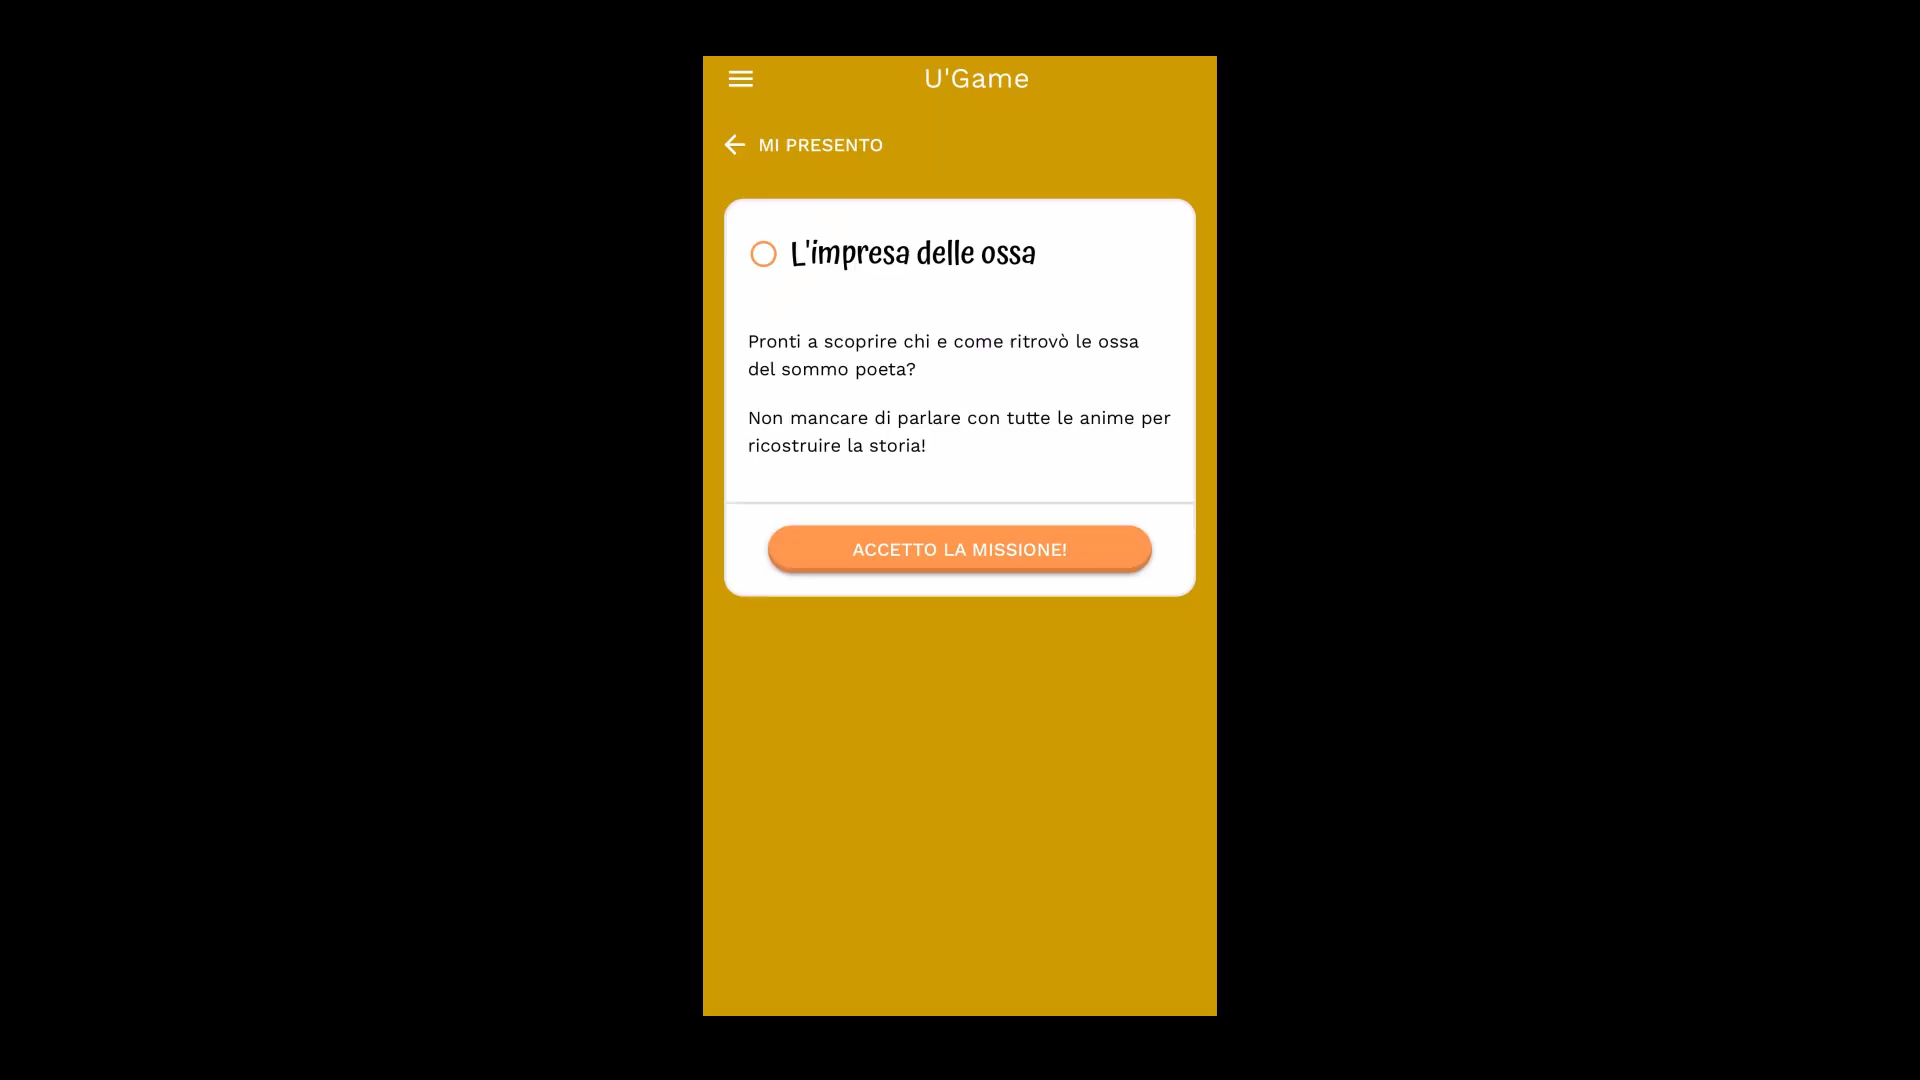 U'Game
MI PRESENTO
L'impresa delle ossa
Pronti a scoprire chi e come ritrovò le ossa
del sommo poeta?
Non mancare di parlare con tutte le anime per
ricostruire la storia!
ACCETTO LA MISSIONE!